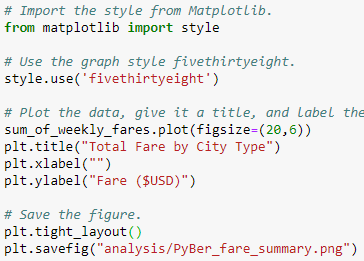 # Import the style from Matplotlib.
from matplotlib import style
# Use the graph style fivethirtyeight.
style.use('fivethirtyeight')
# Plot the data, give it a title, and label the
sum_of_weekly_fares.plot(figsize=(20,6))
plt.title("Total Fare by City Type")
plt.xlabel("")
plt.ylabel("Fare ($USD)")
# Save the figure.
plt.tight_layout()
plt.savefig("analysis/PyBer_fare_summary.png")